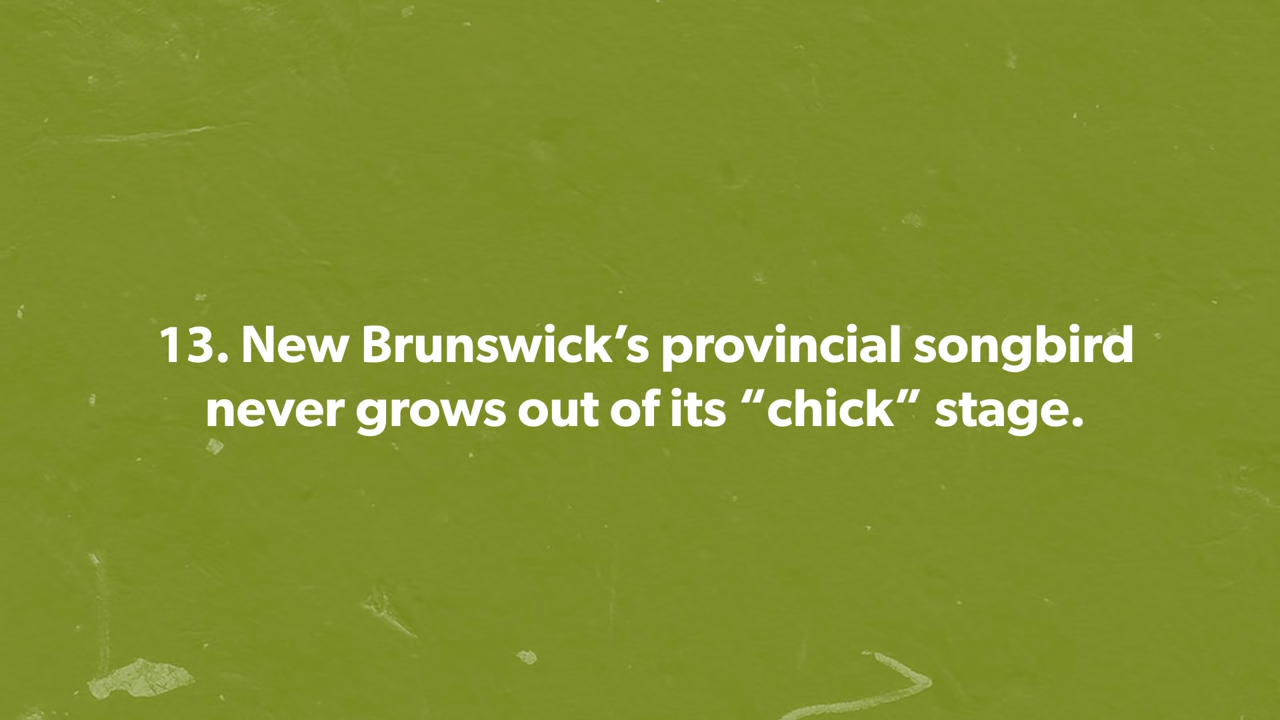 13. New Brunswick’s provincial songbird
never grows out of its “chick” stage.